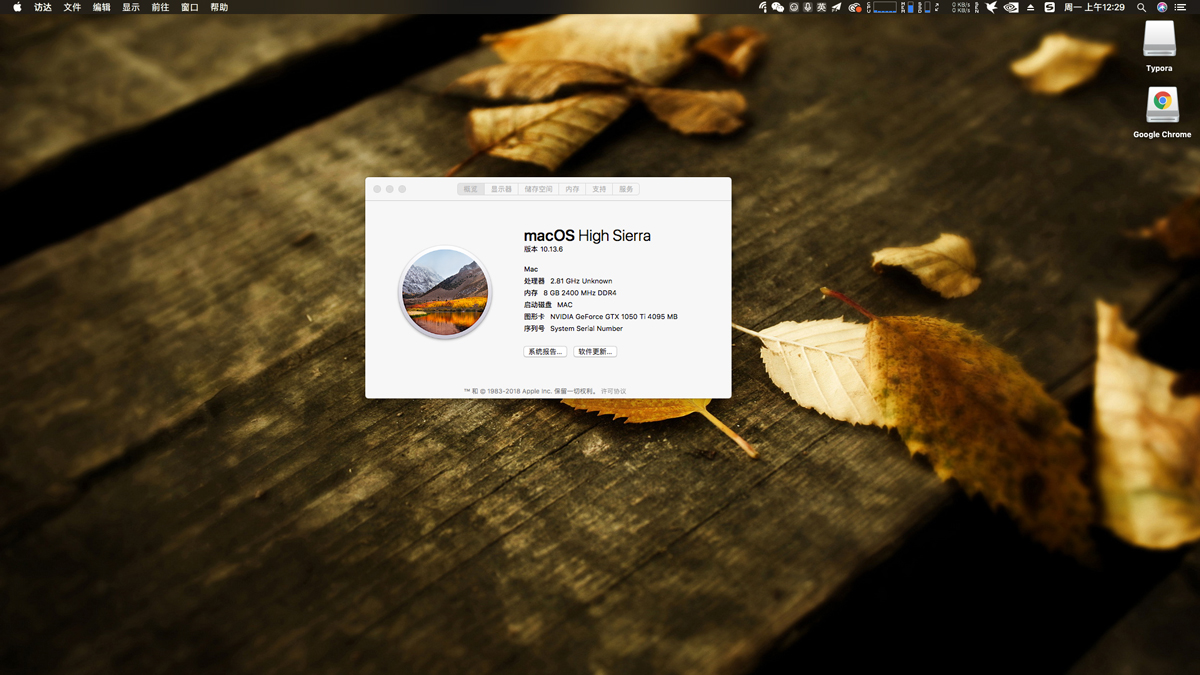 访达 文件 编辑 显示 前往 窗口 帮助
英
0 KB/s
0 KB/s
周一 上午12:29
Typora
Google Chrome
概览 显示器 储存空间 内存 支持 服务
macOS High Sierra
版本 10.13.6
Mac
处理器 2.81 GHz Unknown
内存 8 GB 2400 MHz DDR4
启动磁盘 MAC
图形卡 NVIDIA GeForce GTX 1050 Ti 4095 MB
序列号 System Serial Number
系统报告... 软件更新...
™ 和 © 1983-2018 Apple Inc. 保留一切权利。 许可协议